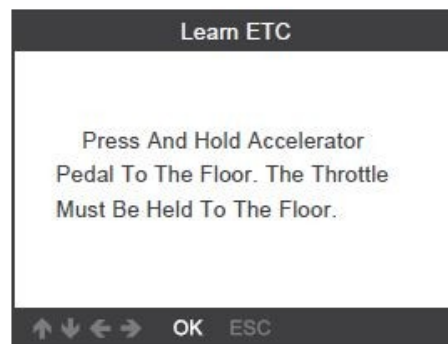 Learn ETC
Press And Hold Accelerator
Pedal To The Floor. The Throttle
Must Be Held To The Floor.
OK ESC